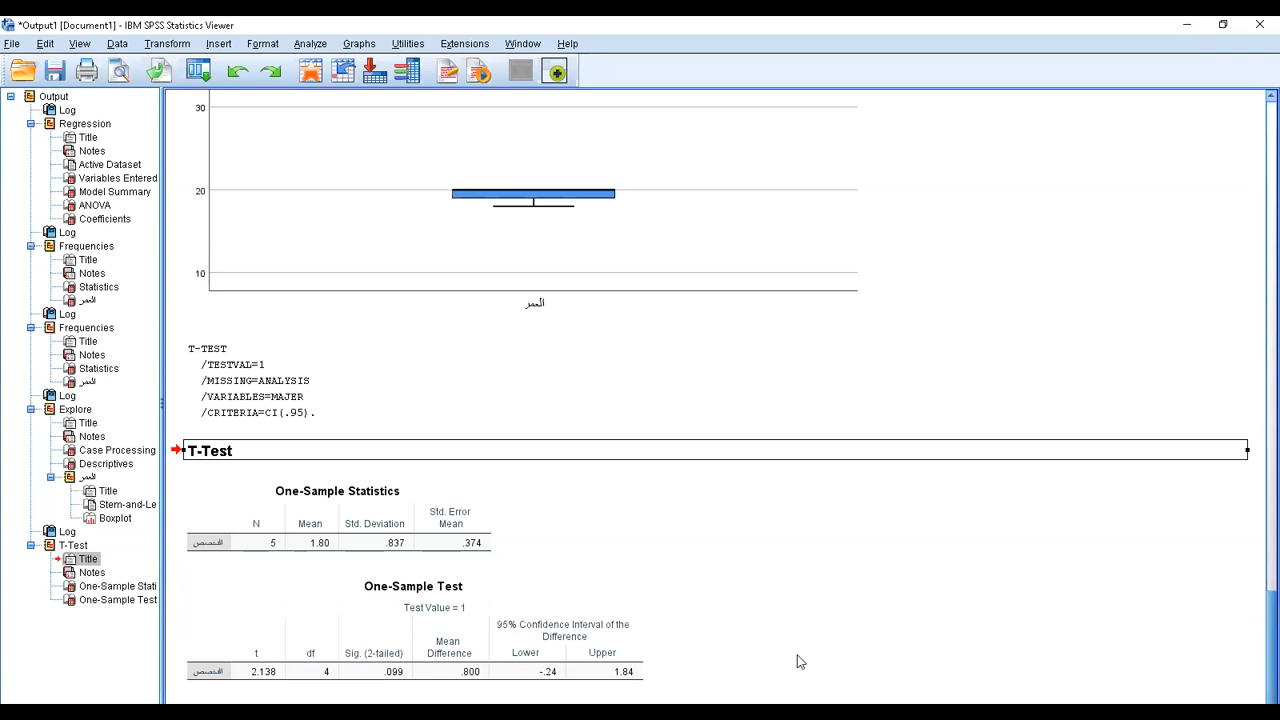 *Output1 [Document1] - IBM SPSS Statistics Viewer
File Edit View Data Transform Insert Format Analyze Graphs Utilities Extensions Window Help
Output
Log
Regression
Title
Notes
Active Dataset
Variables Entered
Model Summary
ANOVA
Coefficients
Log
Frequencies
Title
Notes
Statistics
العمر
Log
Frequencies
Title
Notes
Statistics
العمر
Log
Explore
Title
Notes
Case Processing
Descriptives
العمر
Title
Stem-and-Le
Boxplot
Log
T-Test
Title
Notes
One-Sample Stati
One-Sample Test
30
20
10
العمر
T-TEST
/TESTVAL=1
/MISSING=ANALYSIS
/VARIABLES=MAJER
/CRITERIA=CI(.95).
T-Test
One-Sample Statistics
N Mean Std. Deviation Std. Error Mean
التخصص 5 1.80 .837 .374
One-Sample Test
Test Value = 1
95% Confidence Interval of the Difference
t df Sig. (2-tailed) Mean Difference Lower Upper
التخصص 2.138 4 .099 .800 -.24 1.84